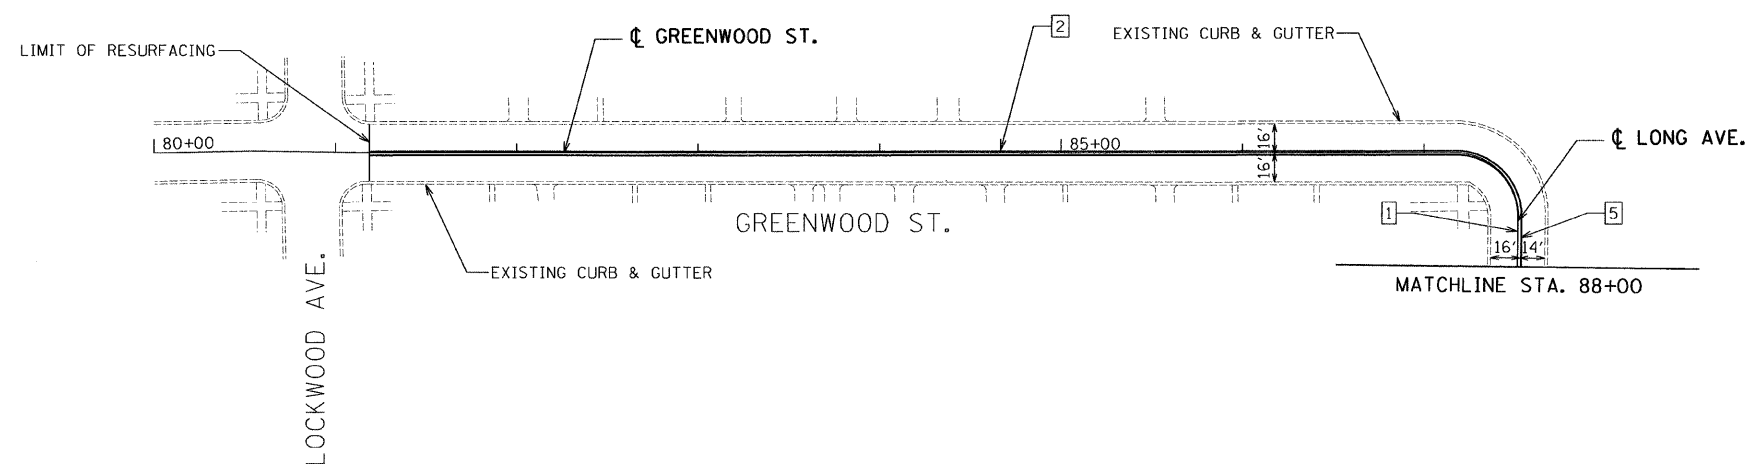 LIMIT OF RESURFACING
℄ GREENWOOD ST.
2
EXISTING CURB & GUTTER
80+00
85+00
16'
16'
℄ LONG AVE.
1
5
GREENWOOD ST.
16'
14'
EXISTING CURB & GUTTER
MATCHLINE STA. 88+00
LOCKWOOD AVE.